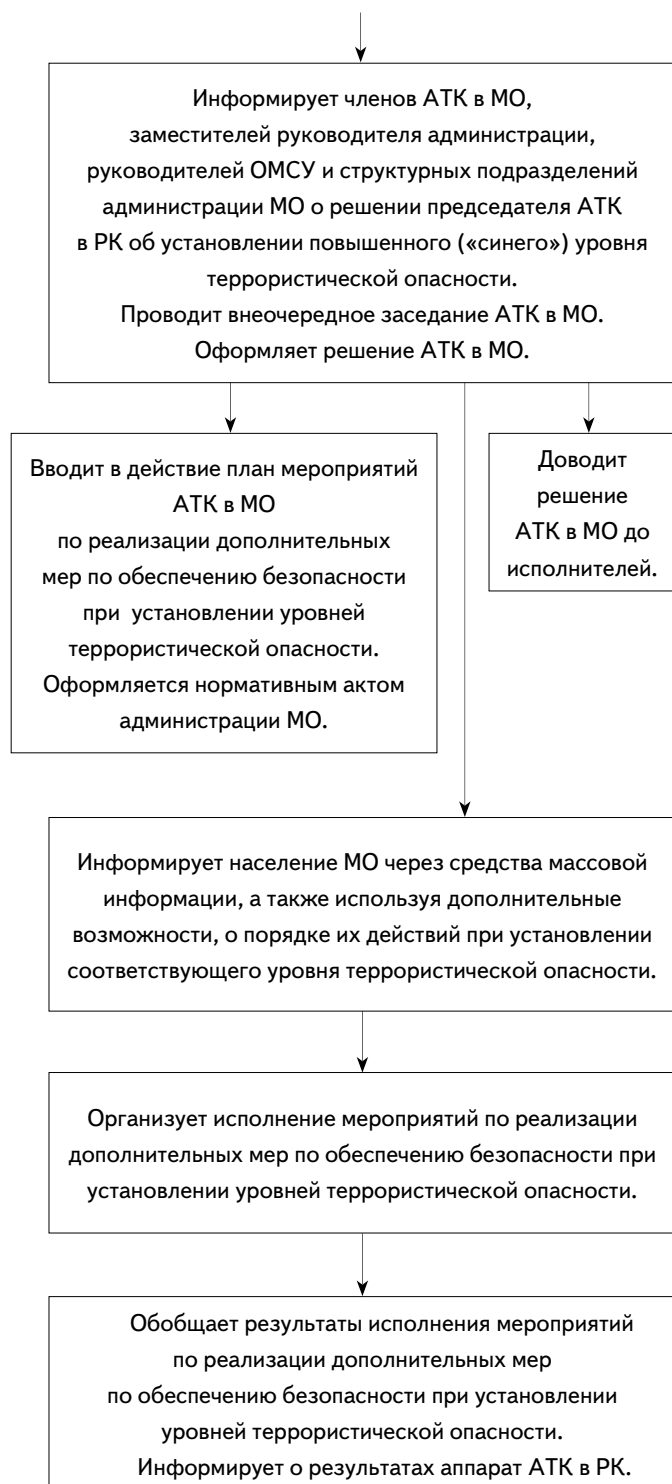 Информирует членов АТК в МО,
заместителей руководителя администрации,
руководителей ОМСУ и структурных подразделений
администрации МО о решении председателя АТК
в РК об установлении повышенного («синего») уровня
террористической опасности.
Проводит внеочередное заседание АТК в МО.
Оформляет решение АТК в МО.
Вводит в действие план мероприятий
АТК в МО
по реализации дополнительных
мер по обеспечению безопасности
при установлении уровней
террористической опасности.
Оформляется нормативным актом
администрации МО.
Доводит
решение
АТК в МО до
исполнителей.
Информирует население МО через средства массовой
информации, а также используя дополнительные
возможности, о порядке их действий при установлении
соответствующего уровня террористической опасности.
Организует исполнение мероприятий по реализации
дополнительных мер по обеспечению безопасности при
установлении уровней террористической опасности.
Обобщает результаты исполнения мероприятий
по реализации дополнительных мер
по обеспечению безопасности при установлении
уровней террористической опасности.
Информирует о результатах аппарат АТК в РК.